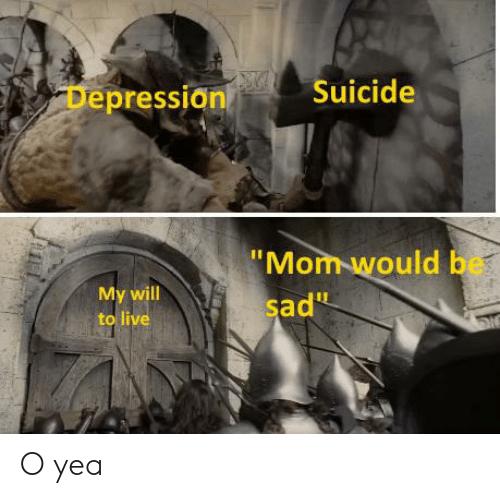 Depression
Suicide
"Mom would be
sad"
My will
to live
O yea